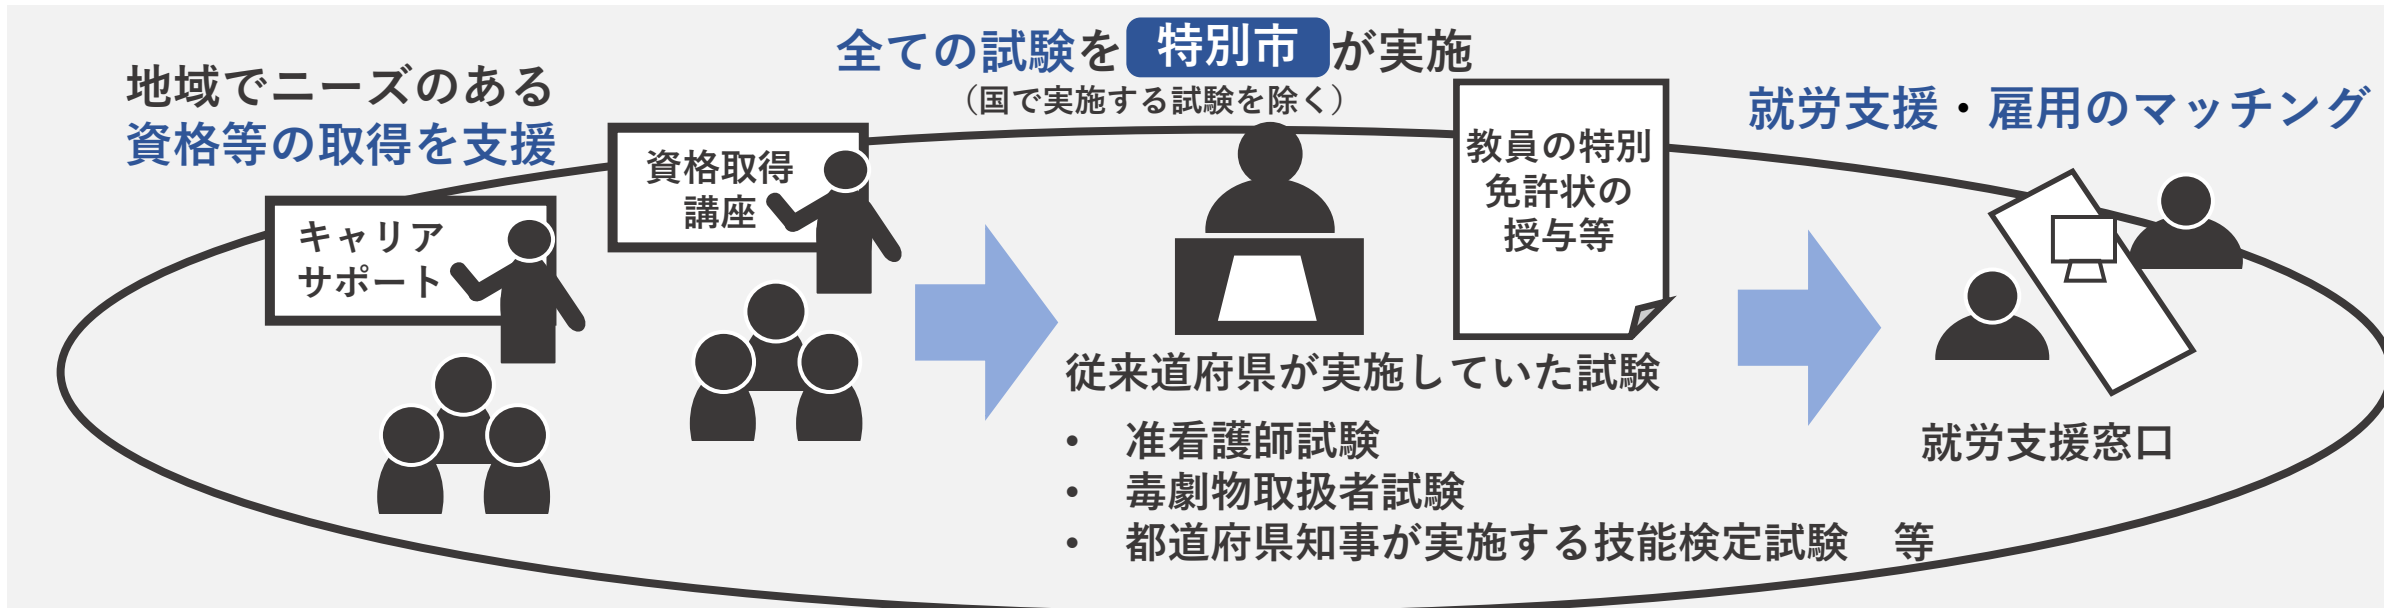 地域でニーズのある
資格等の取得を支援
キャリア
サポート
資格取得
講座
全ての試験を 特別市 が実施
（国で実施する試験を除く）
教員の特別
免許状の
授与等
従来道府県が実施していた試験
• 准看護師試験
• 毒劇物取扱者試験
• 都道府県知事が実施する技能検定試験　等
就労支援・雇用のマッチング
就労支援窓口